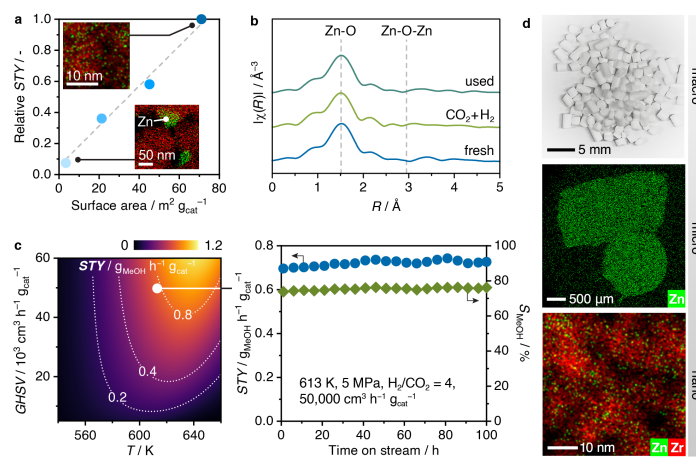 a
Relative STY / -
1.0
0.8
0.6
0.4
0.2
0.0
10 nm
Zn
50 nm
0 20 40 60 80
Surface area / m² g_cat⁻¹
b
|χ(R)| / Å⁻³
Zn-O
Zn-O-Zn
used
CO₂+H₂
fresh
0 1 2 3 4 5
R / Å
c
GHSV / 10³ cm³ h⁻¹ g_cat⁻¹
60
40
20
0 1.2
STY / g_MeOH h⁻¹ g_cat⁻¹
0.8
0.4
0.2
560 600 640
T / K
STY / g_MeOH h⁻¹ g_cat⁻¹
0.8
0.6
0.4
0.2
0.0
613 K, 5 MPa, H₂/CO₂ = 4,
50,000 cm³ h⁻¹ g_cat⁻¹
0 20 40 60 80 100
Time on stream / h
100
80
60
40
20
0
S_MeOH / %
d
5 mm
macro
500 µm
Zn
micro
10 nm
Zn Zr
nano